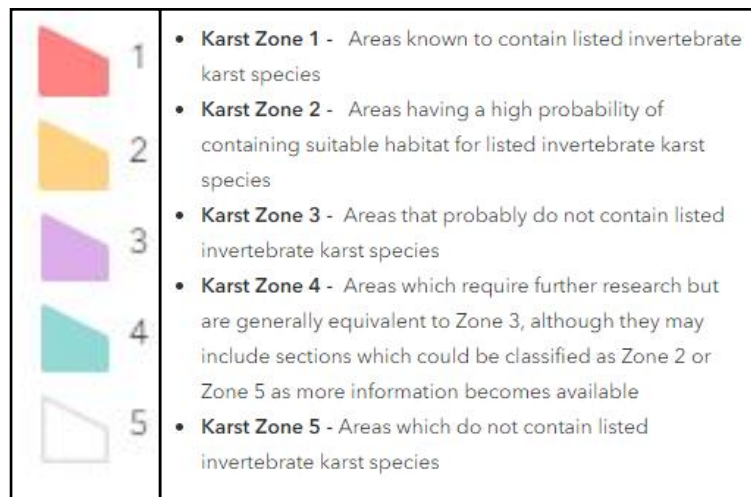 1
2
3
4
5
• Karst Zone 1 - Areas known to contain listed invertebrate
karst species
• Karst Zone 2 - Areas having a high probability of
containing suitable habitat for listed invertebrate karst
species
• Karst Zone 3 - Areas that probably do not contain listed
invertebrate karst species
• Karst Zone 4 - Areas which require further research but
are generally equivalent to Zone 3, although they may
include sections which could be classified as Zone 2 or
Zone 5 as more information becomes available
• Karst Zone 5 - Areas which do not contain listed
invertebrate karst species